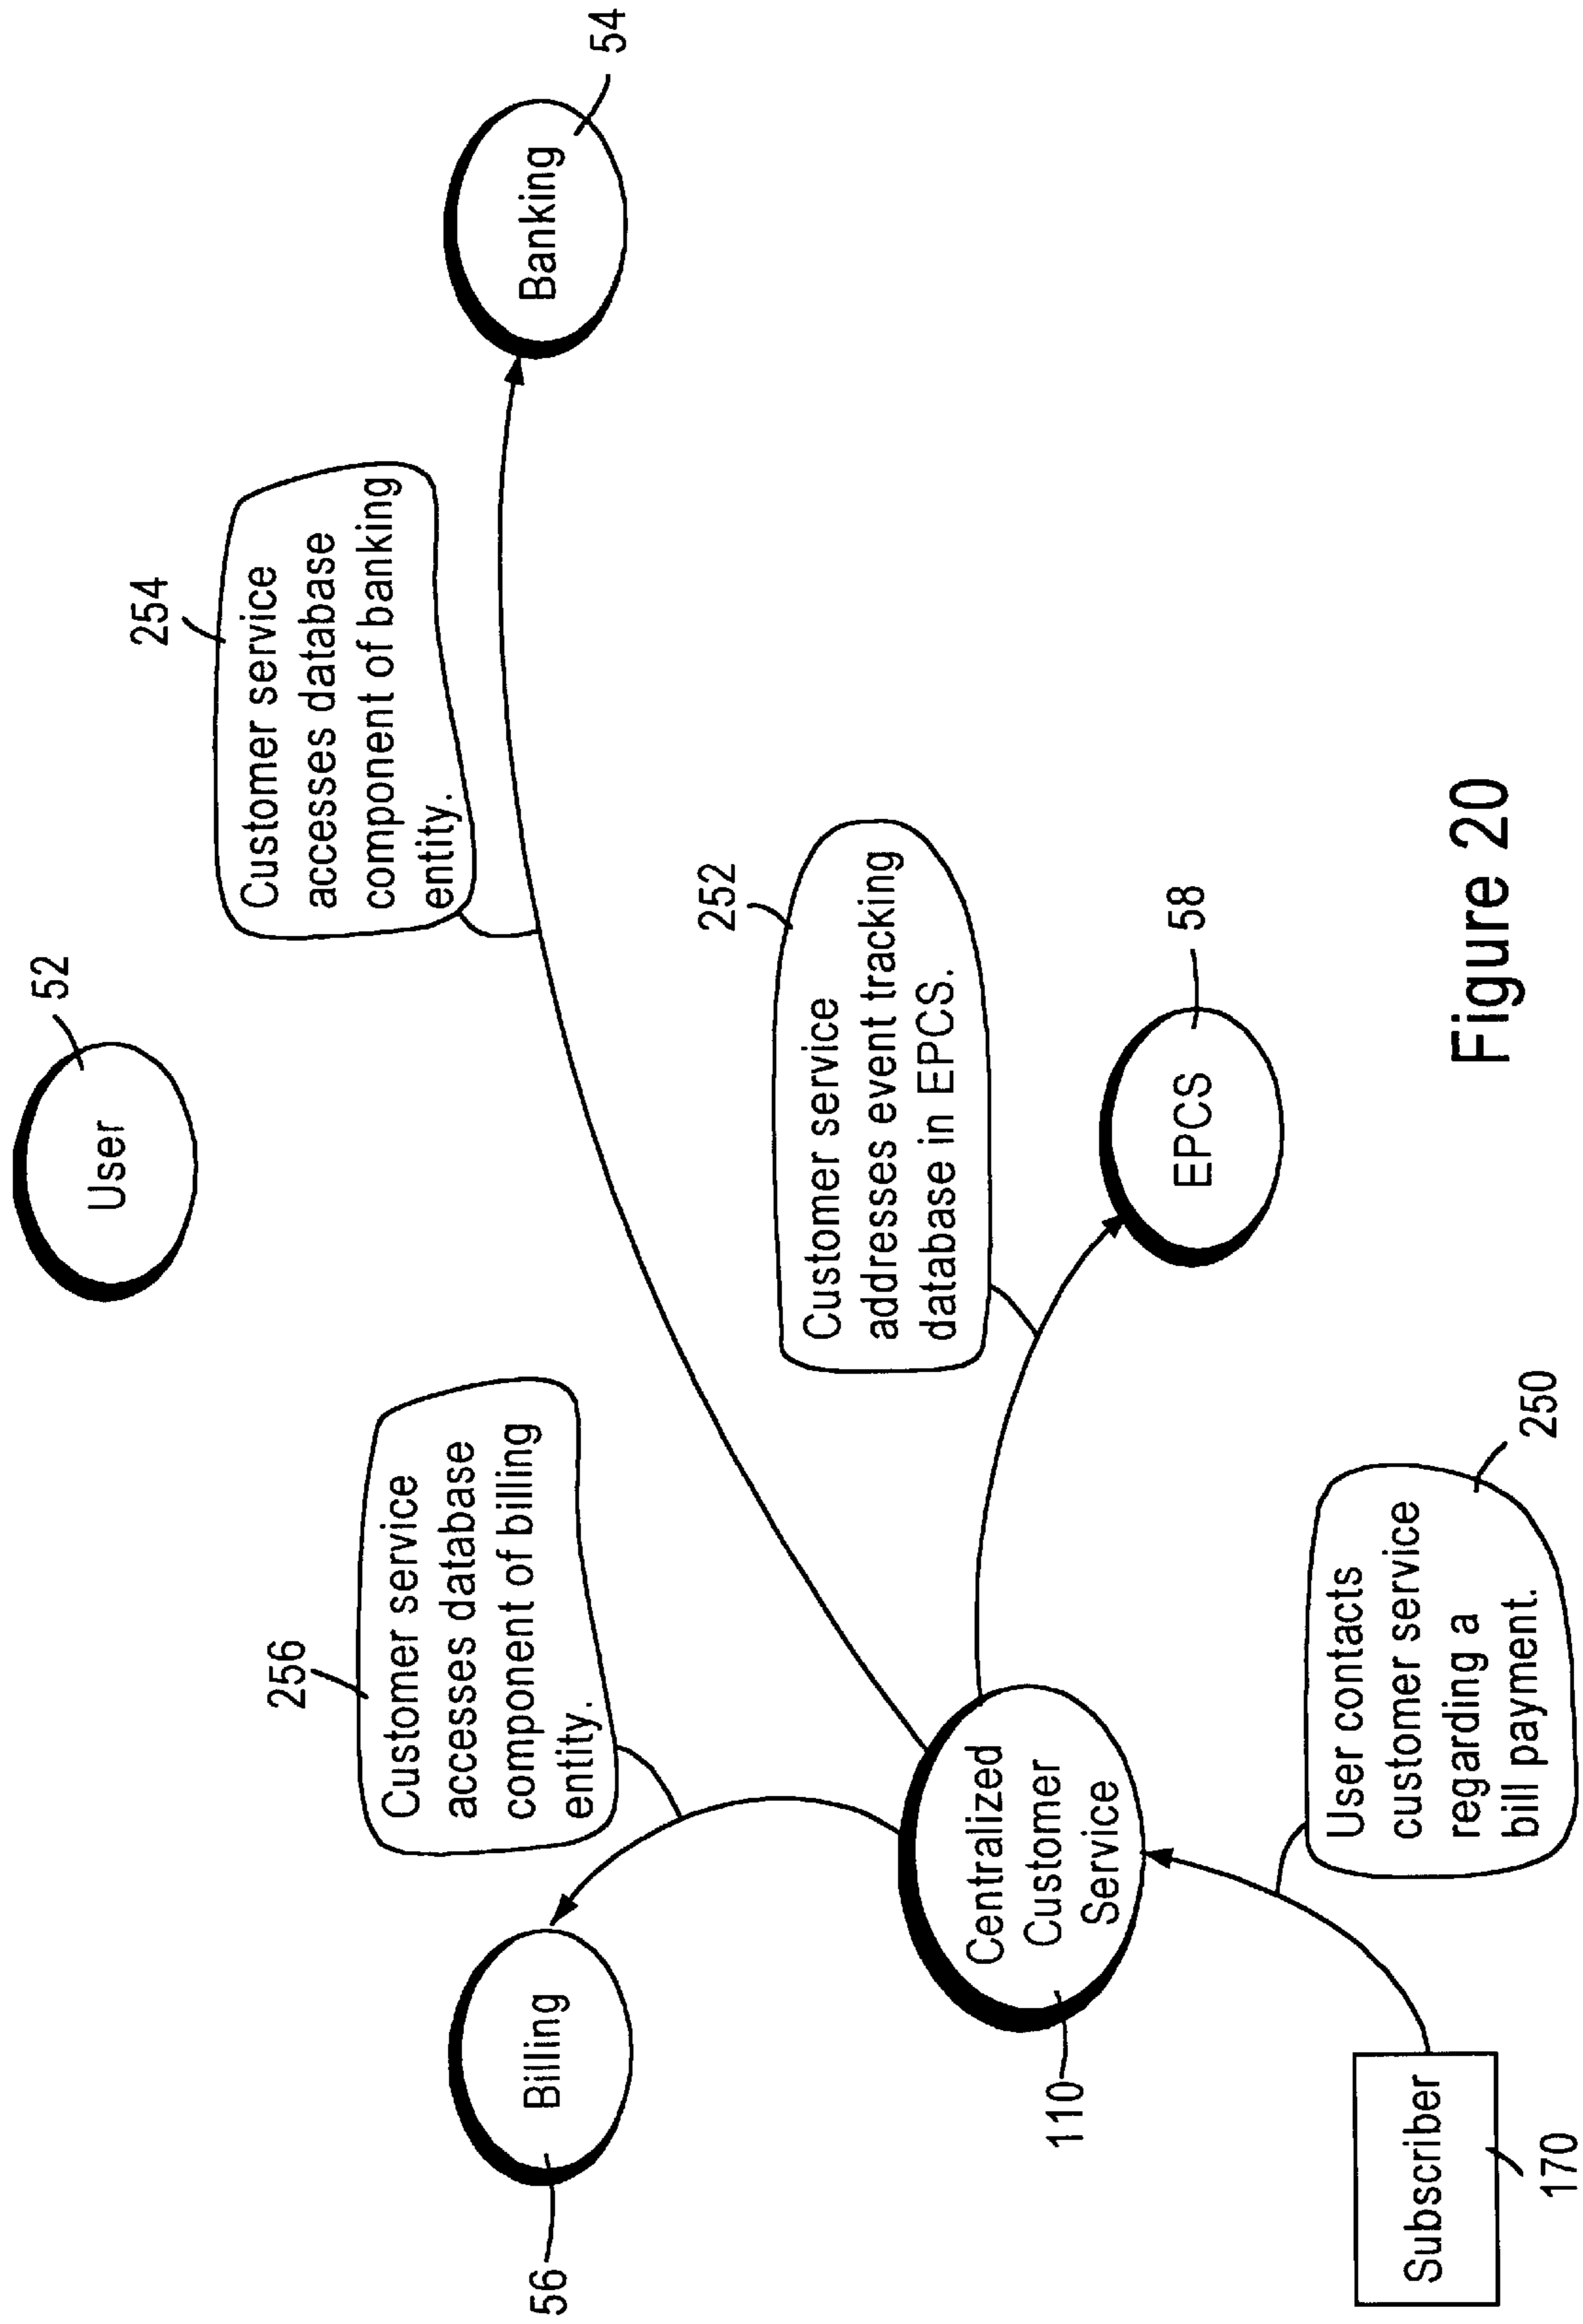 52
User
254
Customer service
accesses database
component of banking
entity.
256
Customer service
accesses database
component of billing
entity.
56
Billing
Banking
54
252
Customer service
addresses event tracking
database in EPCS.
110
Centralized
Customer
Service
EPCS
58
Subscriber
170
User contacts
customer service
regarding a
bill payment.
250
Figure 20